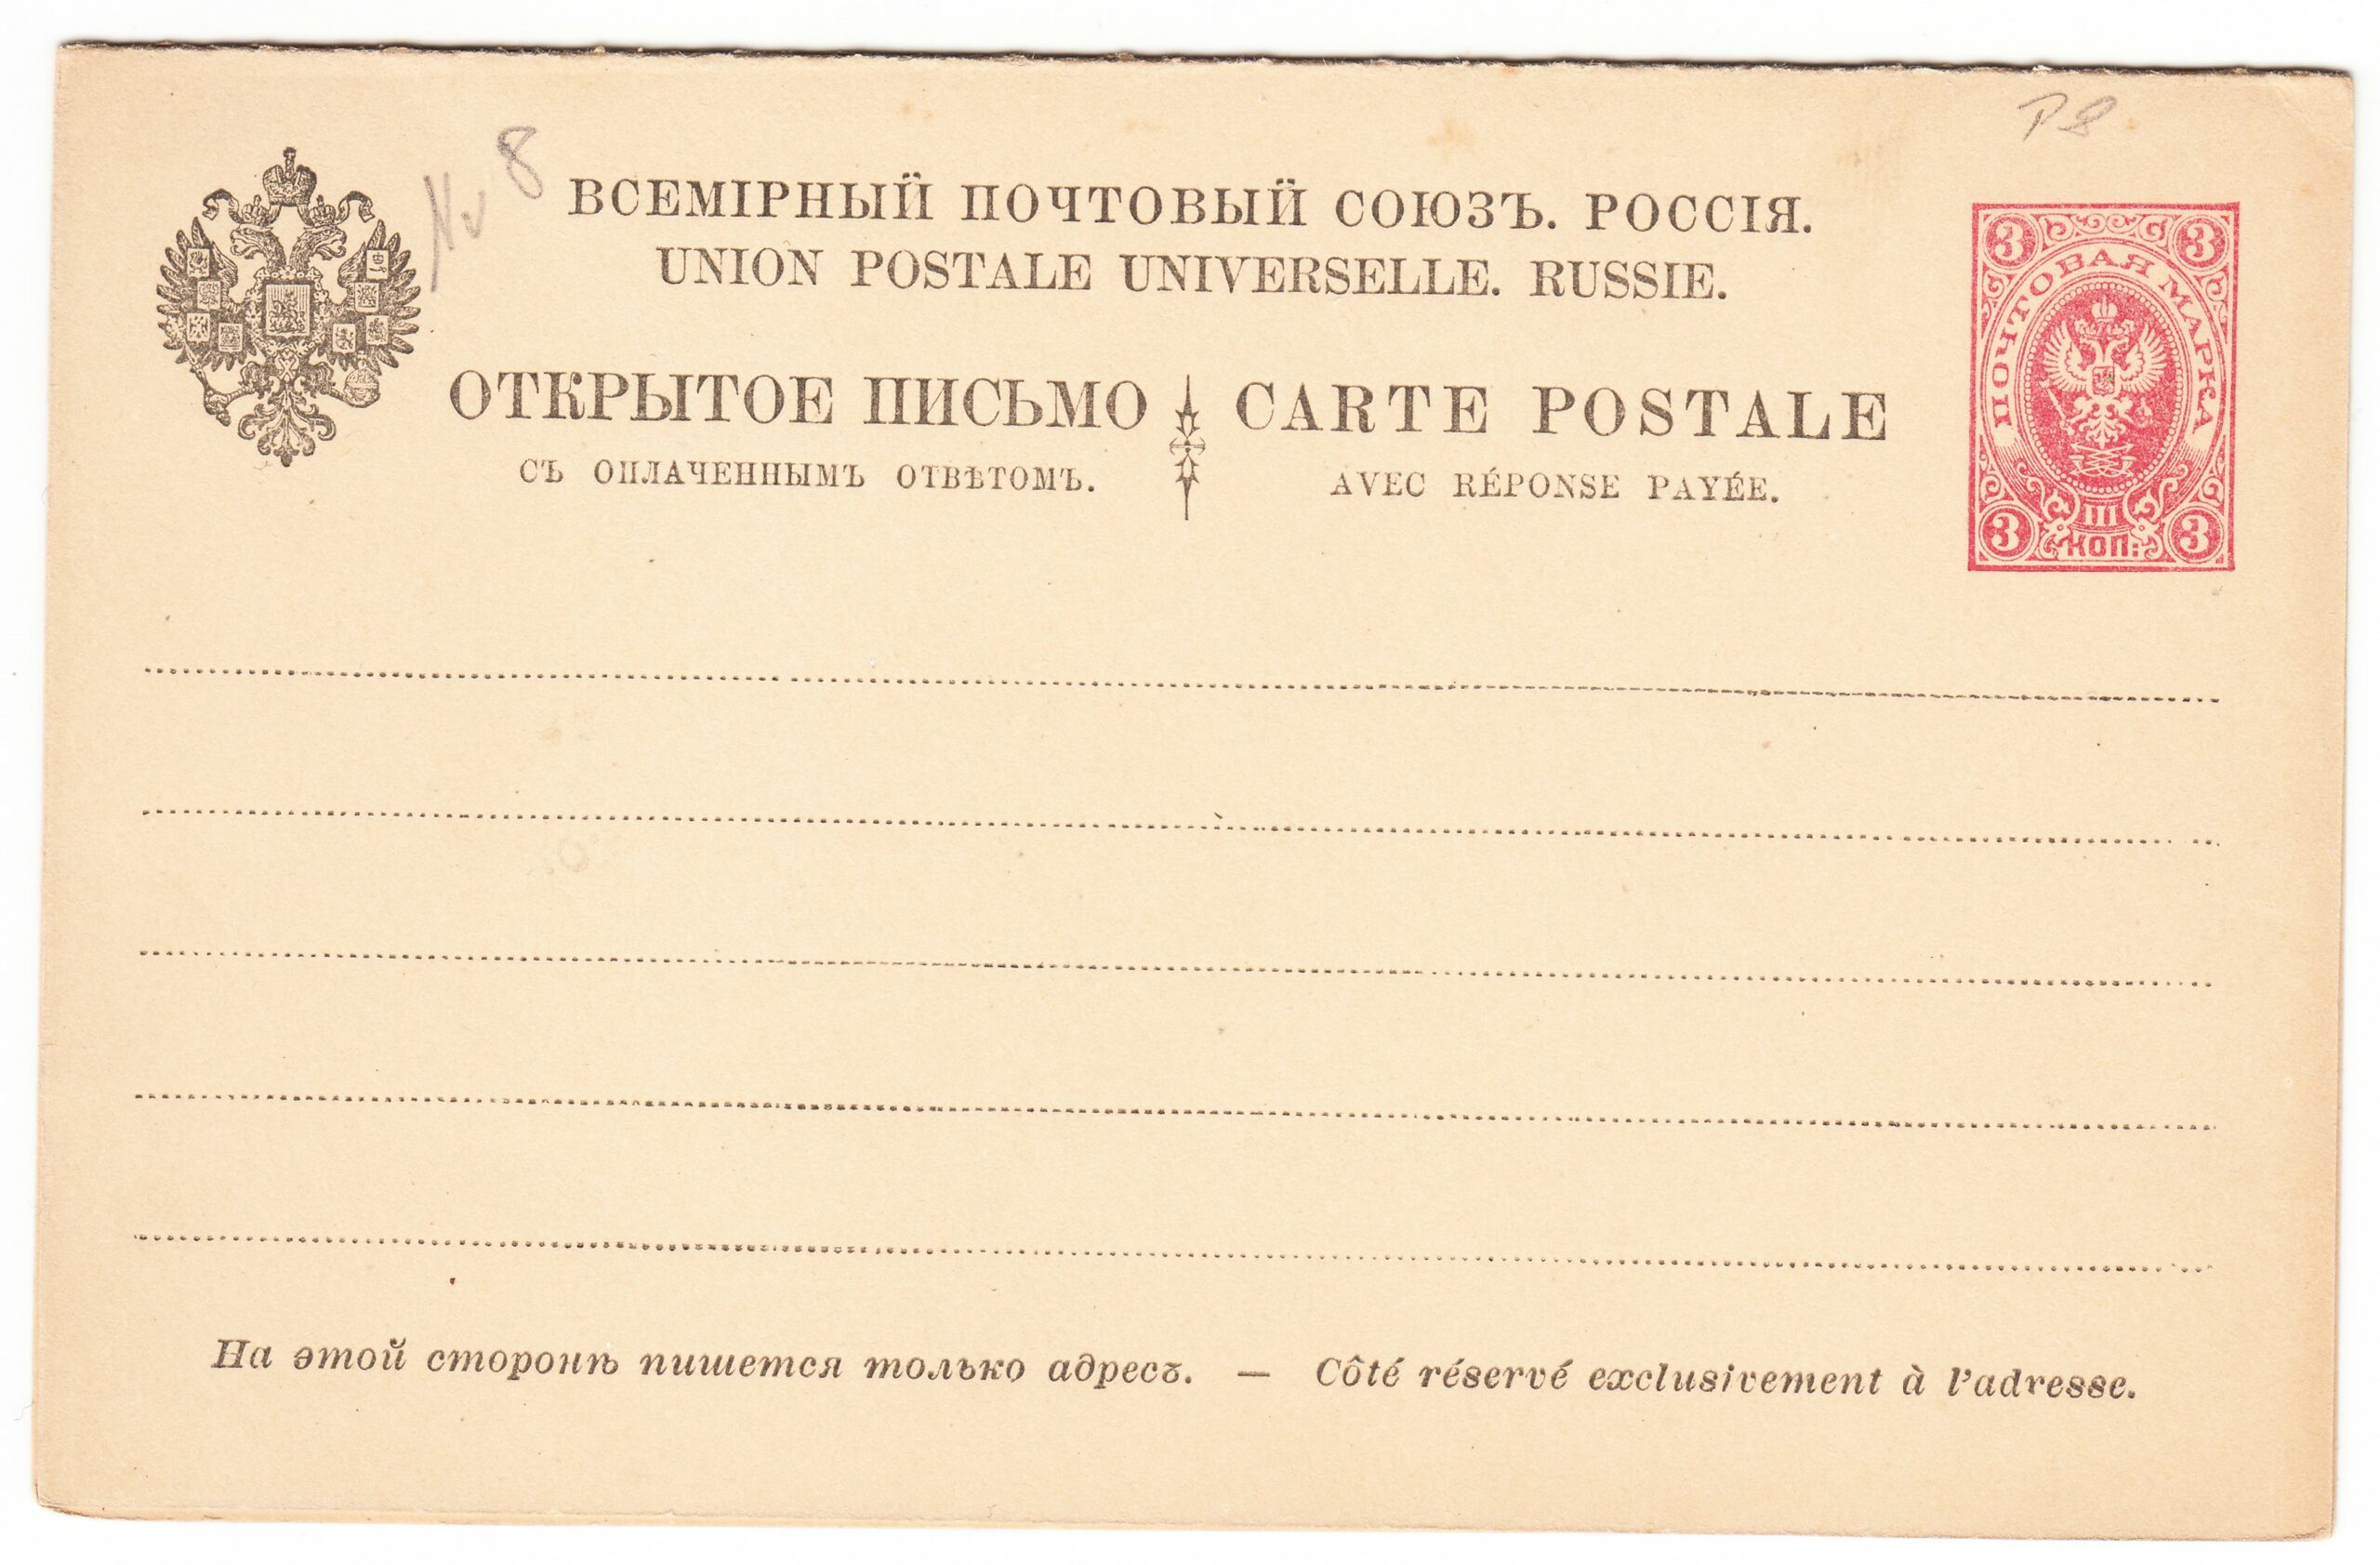 № 8
P 8
ВСЕМІРНЫЙ ПОЧТОВЫЙ СОЮЗЪ. РОССІЯ.
UNION POSTALE UNIVERSELLE. RUSSIE.
ОТКРЫТОЕ ПИСЬМО CARTE POSTALE
СЪ ОПЛАЧЕННЫМЪ ОТВѢТОМЪ. AVEC RÉPONSE PAYÉE.
3 3
ПОЧТОВАЯ МАРКА
3 III 3
КОП:
На этой сторонѣ пишется только адресъ. — Côté réservé exclusivement à l'adresse.